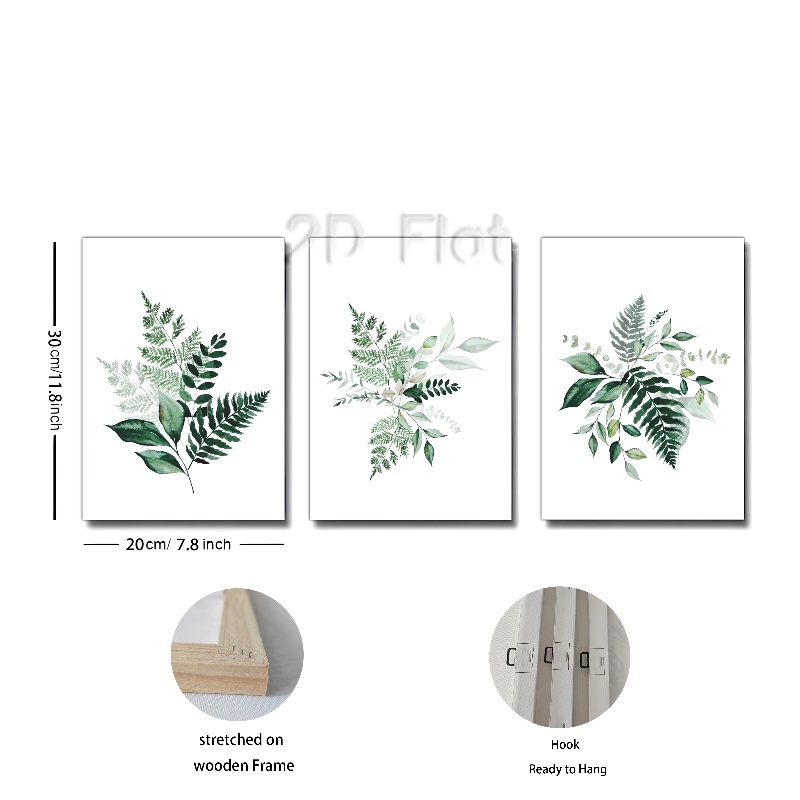 2D Flat
30cm/11.8inch
20cm/ 7.8 inch
stretched on
wooden Frame
Hook
Ready to Hang